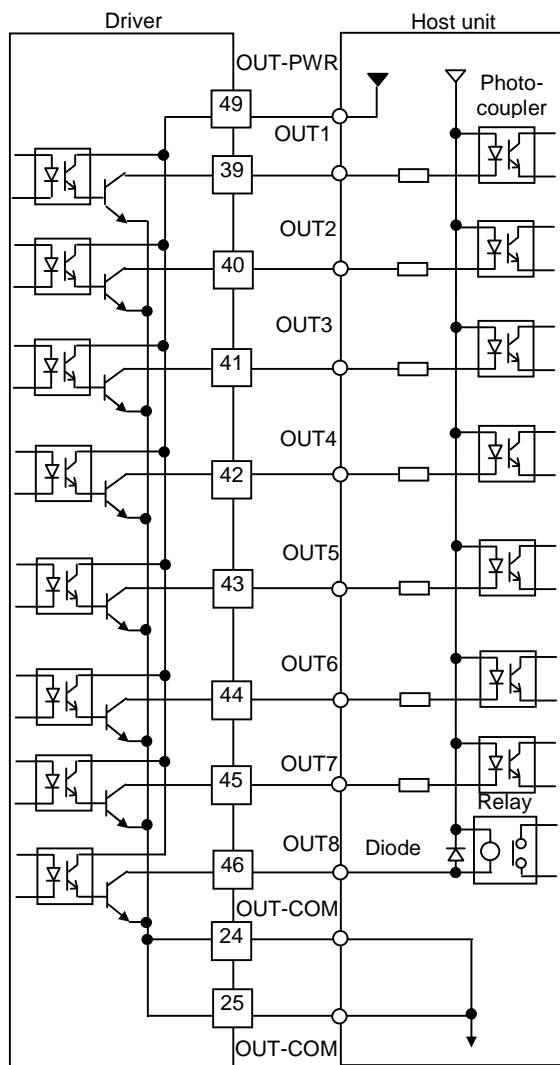 Driver
Host unit
OUT-PWR
Photo-
coupler
49
OUT1
39
OUT2
40
OUT3
41
OUT4
42
OUT5
43
OUT6
44
OUT7
45
Relay
OUT8
Diode
46
OUT-COM
24
25
OUT-COM